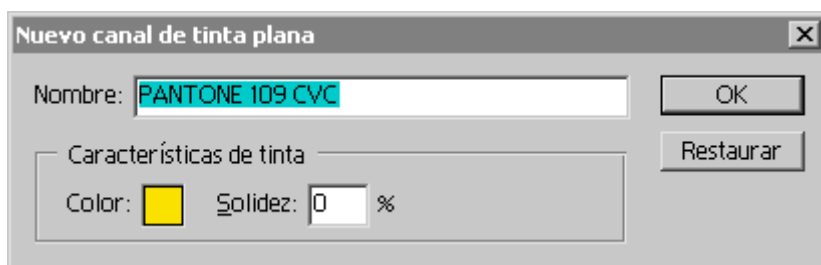 Nuevo canal de tinta plana
Nombre: PANTONE 109 CVC OK
Características de tinta Restaurar
Color: Solidez: 0 %